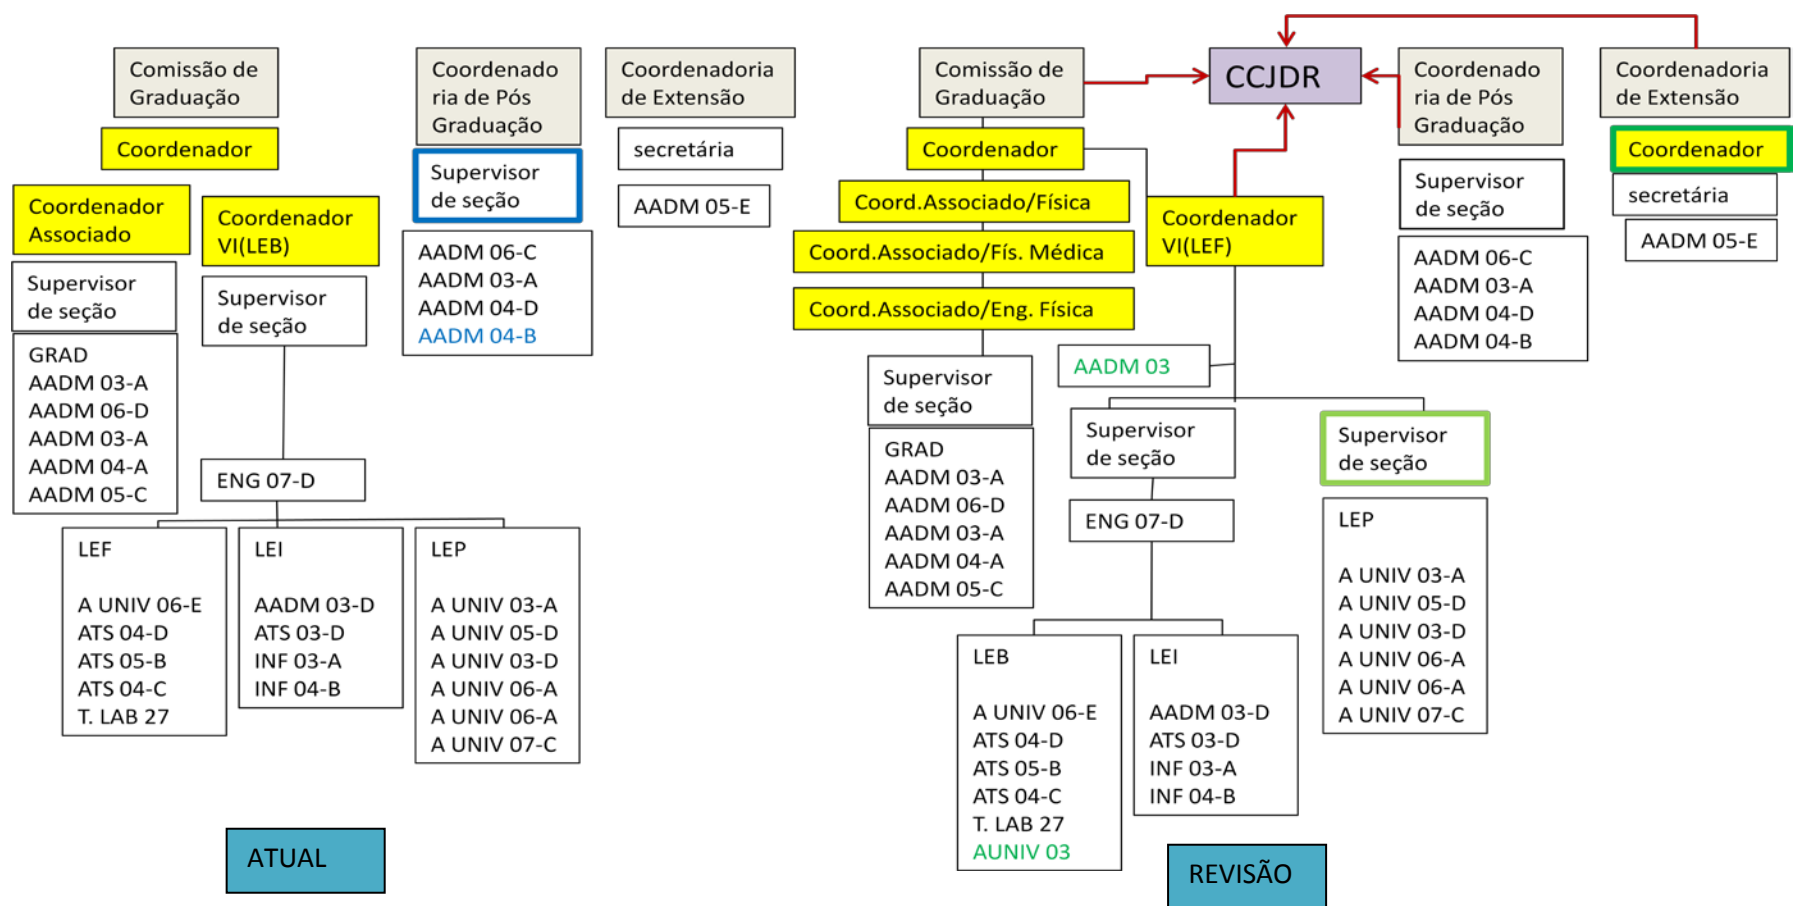 Comissão de
Graduação
Coordenador
Coordenador
Associado
Supervisor
de seção
GRAD
AADM 03-A
AADM 06-D
AADM 03-A
AADM 04-A
AADM 05-C
Coordenador
VI(LEB)
Supervisor
de seção
ENG 07-D
LEF
A UNIV 06-E
ATS 04-D
ATS 05-B
ATS 04-C
T. LAB 27
LEI
AADM 03-D
ATS 03-D
INF 03-A
INF 04-B
LEP
A UNIV 03-A
A UNIV 05-D
A UNIV 03-D
A UNIV 06-A
A UNIV 06-A
A UNIV 07-C
Coordenado
ria de Pós
Graduação
Supervisor
de seção
AADM 06-C
AADM 03-A
AADM 04-D
AADM 04-B
Coordenadoria
de Extensão
secretária
AADM 05-E
ATUAL
Comissão de
Graduação
Coordenador
Coord.Associado/Física
Coord.Associado/Fís. Médica
Coord.Associado/Eng. Física
Supervisor
de seção
GRAD
AADM 03-A
AADM 06-D
AADM 03-A
AADM 04-A
AADM 05-C
CCJDR
Coordenador
VI(LEF)
AADM 03
Supervisor
de seção
ENG 07-D
LEB
A UNIV 06-E
ATS 04-D
ATS 05-B
ATS 04-C
T. LAB 27
AUNIV 03
LEI
AADM 03-D
ATS 03-D
INF 03-A
INF 04-B
Supervisor
de seção
LEP
A UNIV 03-A
A UNIV 05-D
A UNIV 03-D
A UNIV 06-A
A UNIV 06-A
A UNIV 07-C
Coordenado
ria de Pós
Graduação
Supervisor
de seção
AADM 06-C
AADM 03-A
AADM 04-D
AADM 04-B
Coordenadoria
de Extensão
Coordenador
secretária
AADM 05-E
REVISÃO